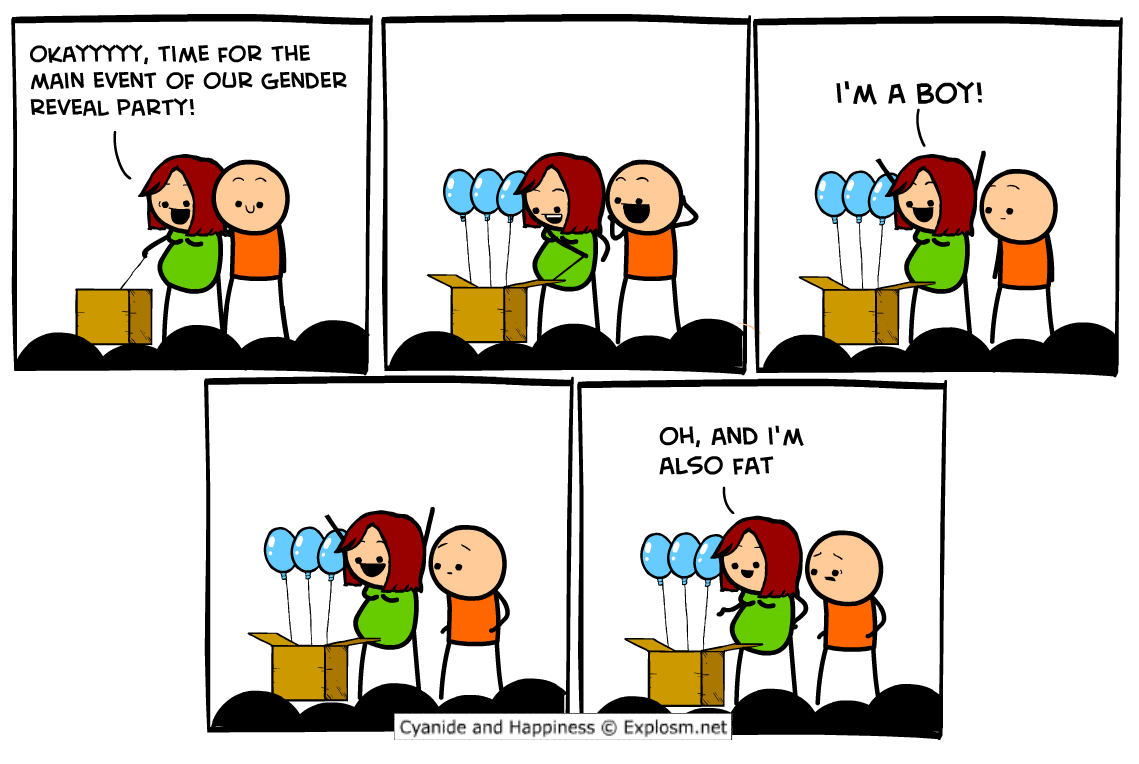 OKAYYYYY, TIME FOR THE
MAIN EVENT OF OUR GENDER
REVEAL PARTY!
I'M A BOY!
OH, AND I'M
ALSO FAT
Cyanide and Happiness © Explosm.net